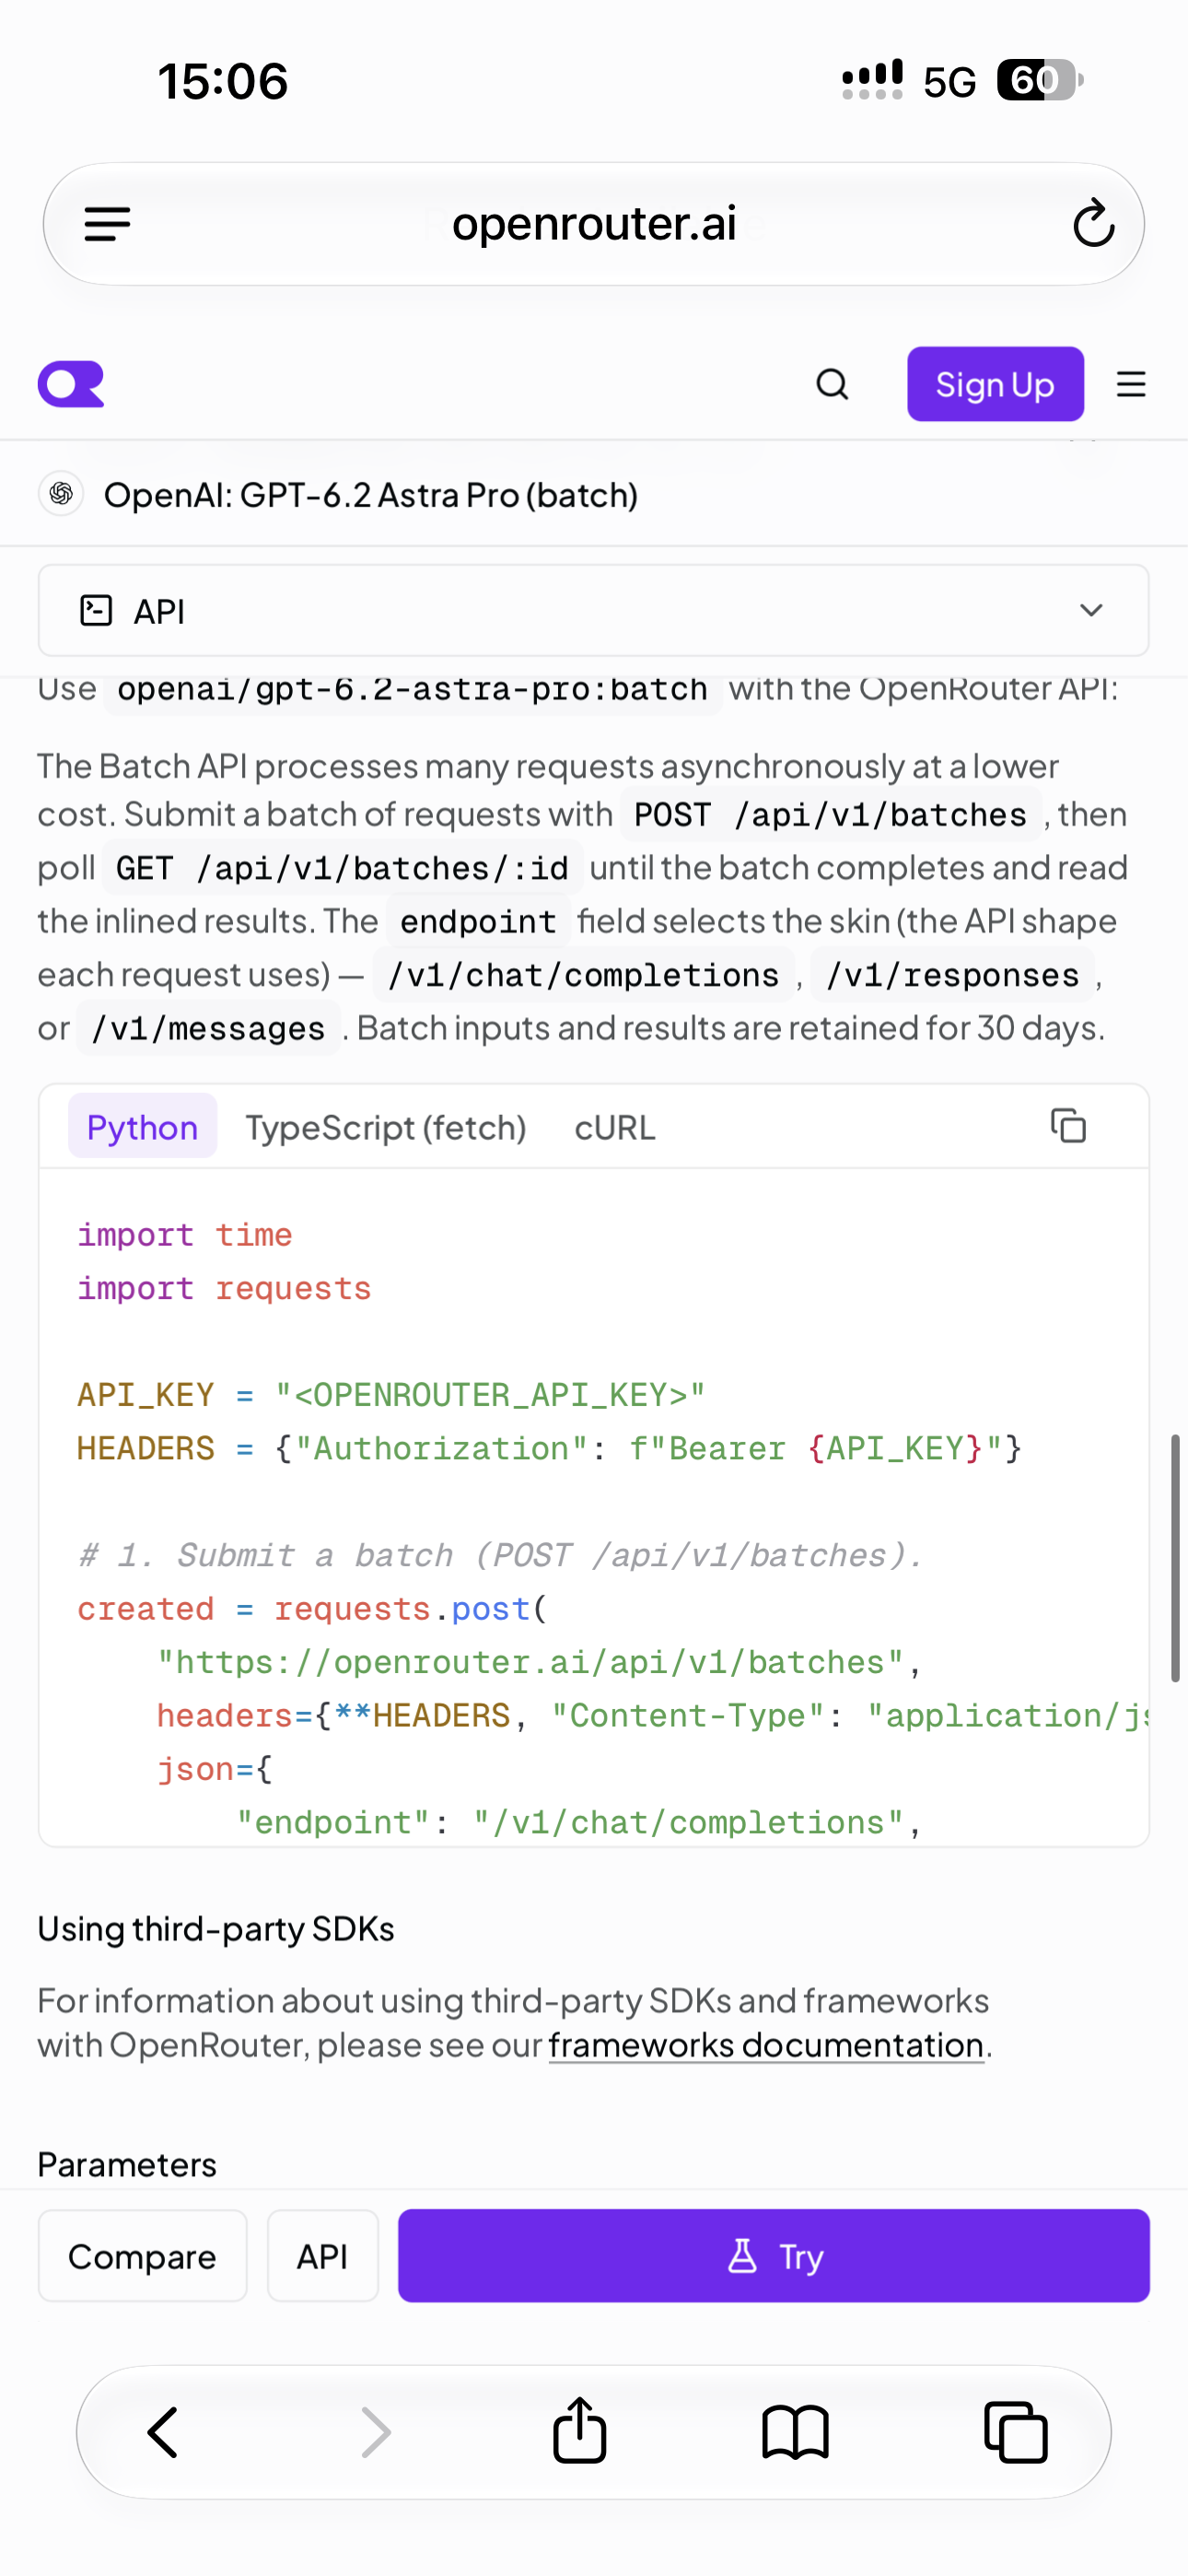 15:06
5G
60
openrouter.ai
Sign Up
OpenAI: GPT-6.2 Astra Pro (batch)
API
Use openai/gpt-6.2-astra-pro:batch with the OpenRouter API:
The Batch API processes many requests asynchronously at a lower
cost. Submit a batch of requests with POST /api/v1/batches , then
poll GET /api/v1/batches/:id until the batch completes and read
the inlined results. The endpoint field selects the skin (the API shape
each request uses) — /v1/chat/completions , /v1/responses ,
or /v1/messages . Batch inputs and results are retained for 30 days.
Python
TypeScript (fetch)
cURL
import time
import requests
API_KEY = "<OPENROUTER_API_KEY>"
HEADERS = {"Authorization": f"Bearer {API_KEY}"}
# 1. Submit a batch (POST /api/v1/batches).
created = requests.post(
    "https://openrouter.ai/api/v1/batches",
    headers={**HEADERS, "Content-Type": "application/js
    json={
        "endpoint": "/v1/chat/completions",
Using third-party SDKs
For information about using third-party SDKs and frameworks
with OpenRouter, please see our frameworks documentation.
Parameters
Compare
API
Try